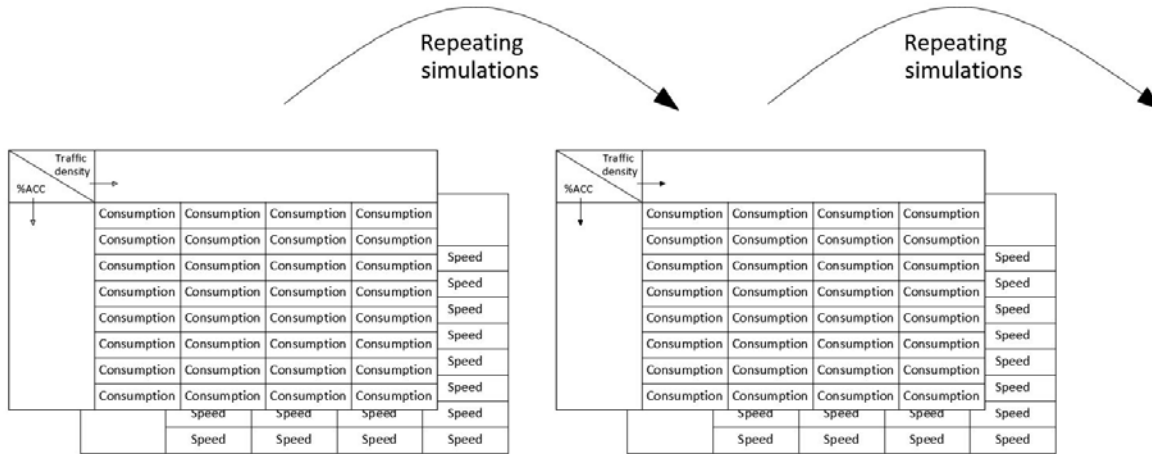 Repeating
simulations
Repeating
simulations
Traffic
density
%ACC
Consumption Consumption Consumption Consumption
Consumption Consumption Consumption Consumption
Consumption Consumption Consumption Consumption
Consumption Consumption Consumption Consumption
Consumption Consumption Consumption Consumption
Consumption Consumption Consumption Consumption
Consumption Consumption Consumption Consumption
Consumption Consumption Consumption Consumption
Speed
Speed
Speed
Speed
Speed
Speed
Speed Speed Speed Speed
Speed Speed Speed Speed
Traffic
density
%ACC
Consumption Consumption Consumption Consumption
Consumption Consumption Consumption Consumption
Consumption Consumption Consumption Consumption
Consumption Consumption Consumption Consumption
Consumption Consumption Consumption Consumption
Consumption Consumption Consumption Consumption
Consumption Consumption Consumption Consumption
Consumption Consumption Consumption Consumption
Speed
Speed
Speed
Speed
Speed
Speed
Speed Speed Speed Speed
Speed Speed Speed Speed